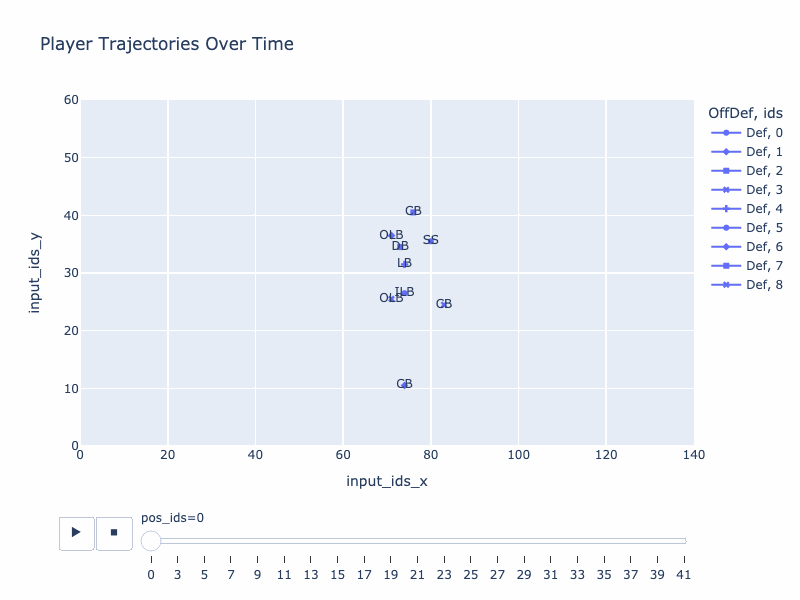 Player Trajectories Over Time
OffDef, ids
Def, 0
Def, 1
Def, 2
Def, 3
Def, 4
Def, 5
Def, 6
Def, 7
Def, 8
input_ids_y
60
50
40
30
20
10
0
CB
OLB
SS
DB
LB
ILB
OLB
CB
CB
0 20 40 60 80 100 120 140
input_ids_x
pos_ids=0
0 3 5 7 9 11 13 15 17 19 21 23 25 27 29 31 33 35 37 39 41